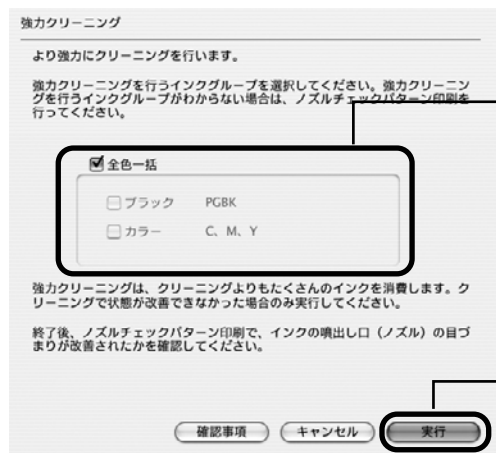 強力クリーニング
より強力にクリーニングを行います。
強力クリーニングを行うインクグループを選択してください。強力クリーニン
グを行うインクグループがわからない場合は、ノズルチェックパターン印刷を
行ってください。
全色一括
ブラック PGBK
カラー C、M、Y
強力クリーニングは、クリーニングよりもたくさんのインクを消費します。ク
リーニングで状態が改善できなかった場合のみ実行してください。
終了後、ノズルチェックパターン印刷で、インクの噴出し口（ノズル）の目づ
まりが改善されたかを確認してください。
確認事項 キャンセル 実行